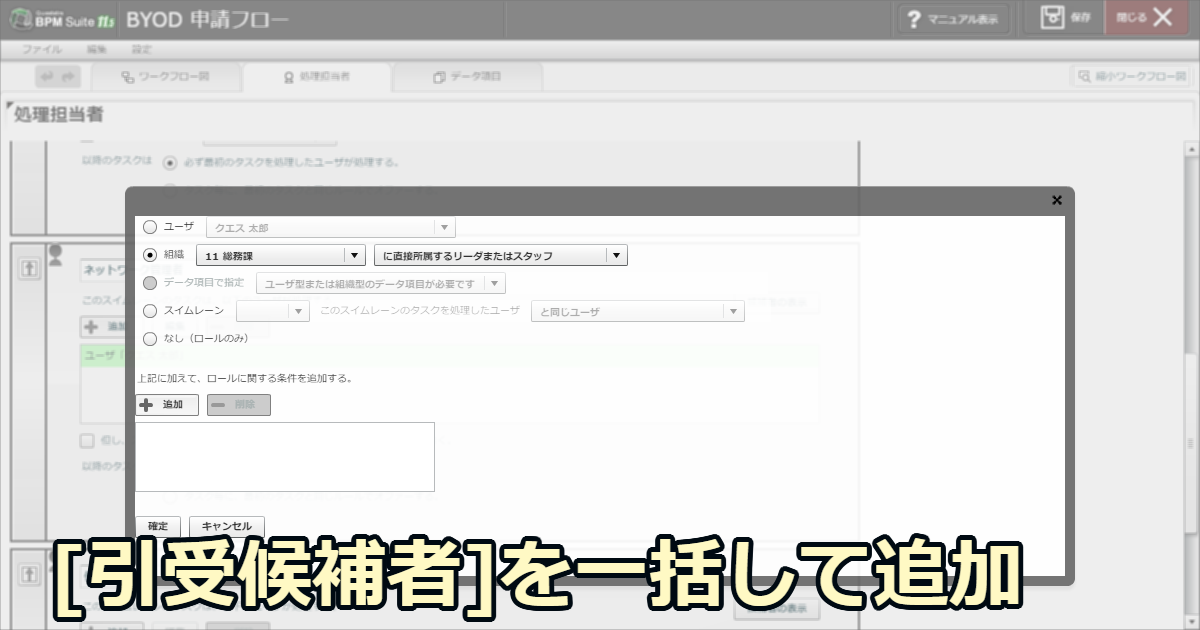 BPM Suite 11s BYOD 申請フロー
マニュアル表示 保存 閉じる
ファイル 編集 設定
ワークフロー図 処理担当者 データ項目 縮小ワークフロー図
処理担当者
以降のタスクは 必ず最初のタスクを処理したユーザが処理する。
ユーザ クエス 太郎
組織 11 総務課 に直接所属するリーダまたはスタッフ
データ項目で指定 ユーザ型または組織型のデータ項目が必要です
スイムレーン このスイムレーンのタスクを処理したユーザ と同じユーザ
なし（ロールのみ）
上記に加えて、ロールに関する条件を追加する。
追加 削除
確定 キャンセル
ネットワ
このスイム
追加
ユーザ「
但し、
以降のタス
[引受候補者]を一括して追加
の表示